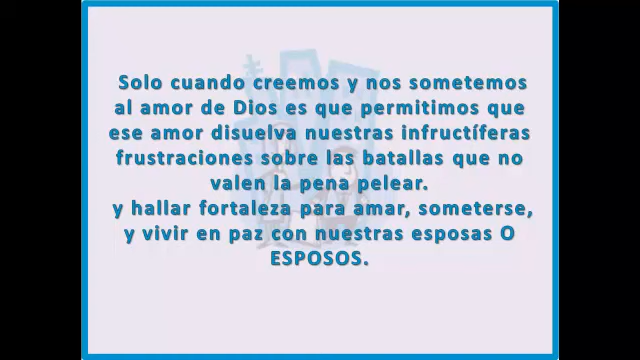 Solo cuando creemos y nos sometemos
al amor de Dios es que permitimos que
ese amor disuelva nuestras infructíferas
frustraciones sobre las batallas que no
valen la pena pelear.
y hallar fortaleza para amar, someterse,
y vivir en paz con nuestras esposas O
ESPOSOS.